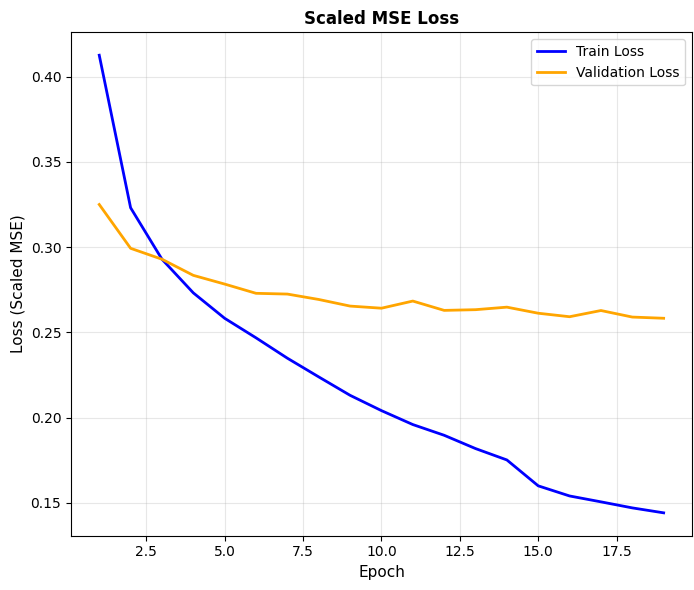 Scaled MSE Loss
Train Loss
Validation Loss
0.40
0.35
0.30
0.25
0.20
0.15
Loss (Scaled MSE)
2.5 5.0 7.5 10.0 12.5 15.0 17.5
Epoch